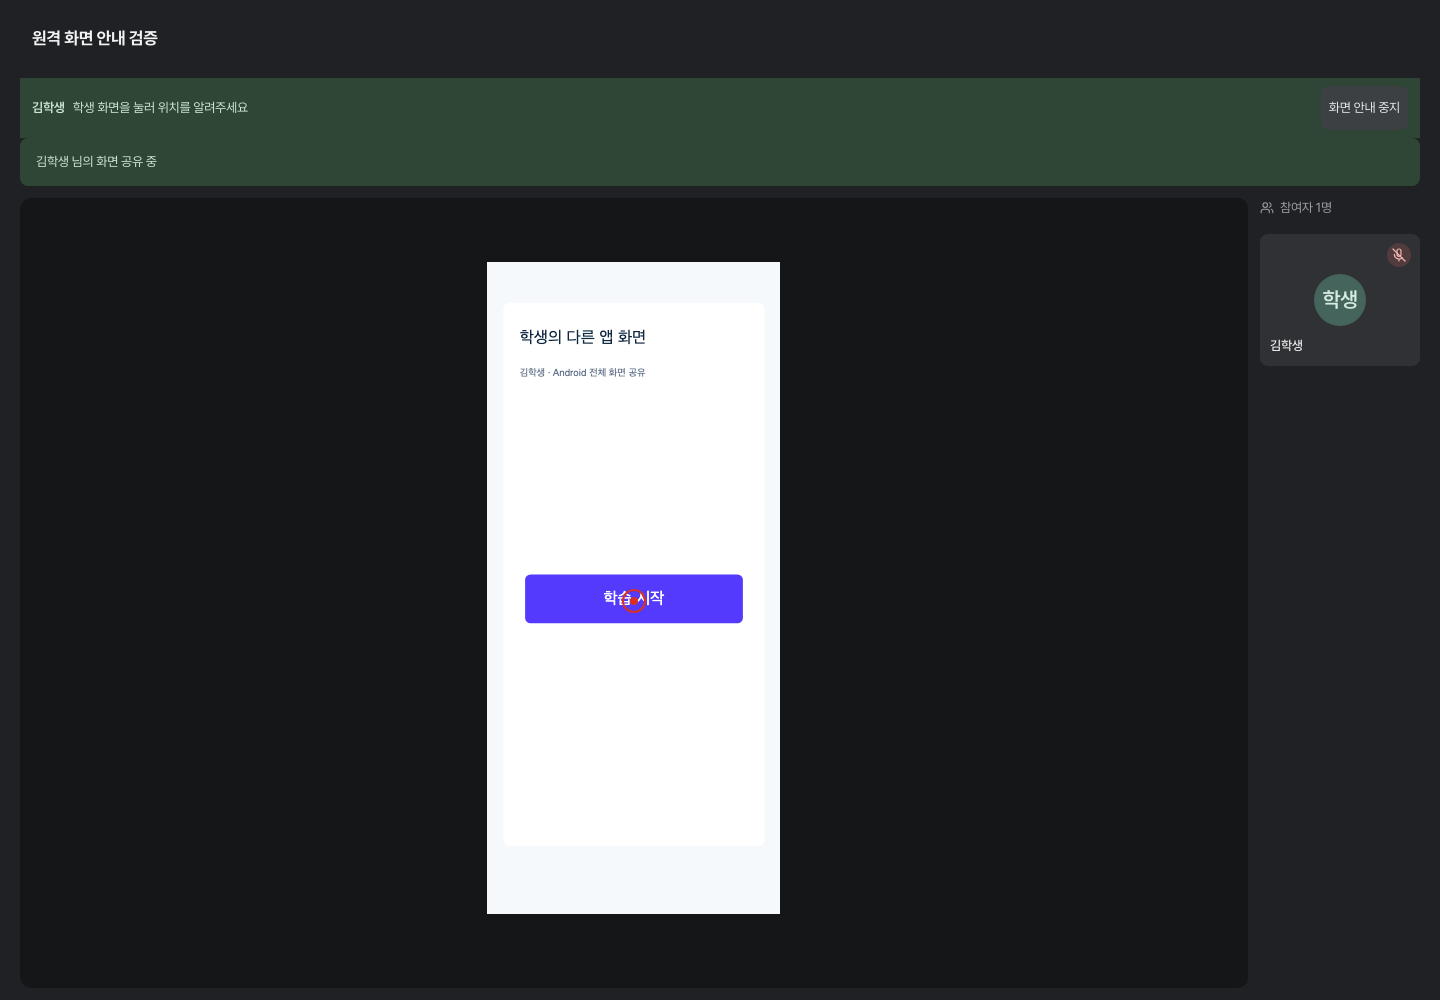 원격 화면 안내 검증
김학생 학생 화면을 눌러 위치를 알려주세요
화면 안내 중지
김학생 님의 화면 공유 중
참여자 1명
학생
김학생
학생의 다른 앱 화면
김학생 · Android 전체 화면 공유
학습 시작